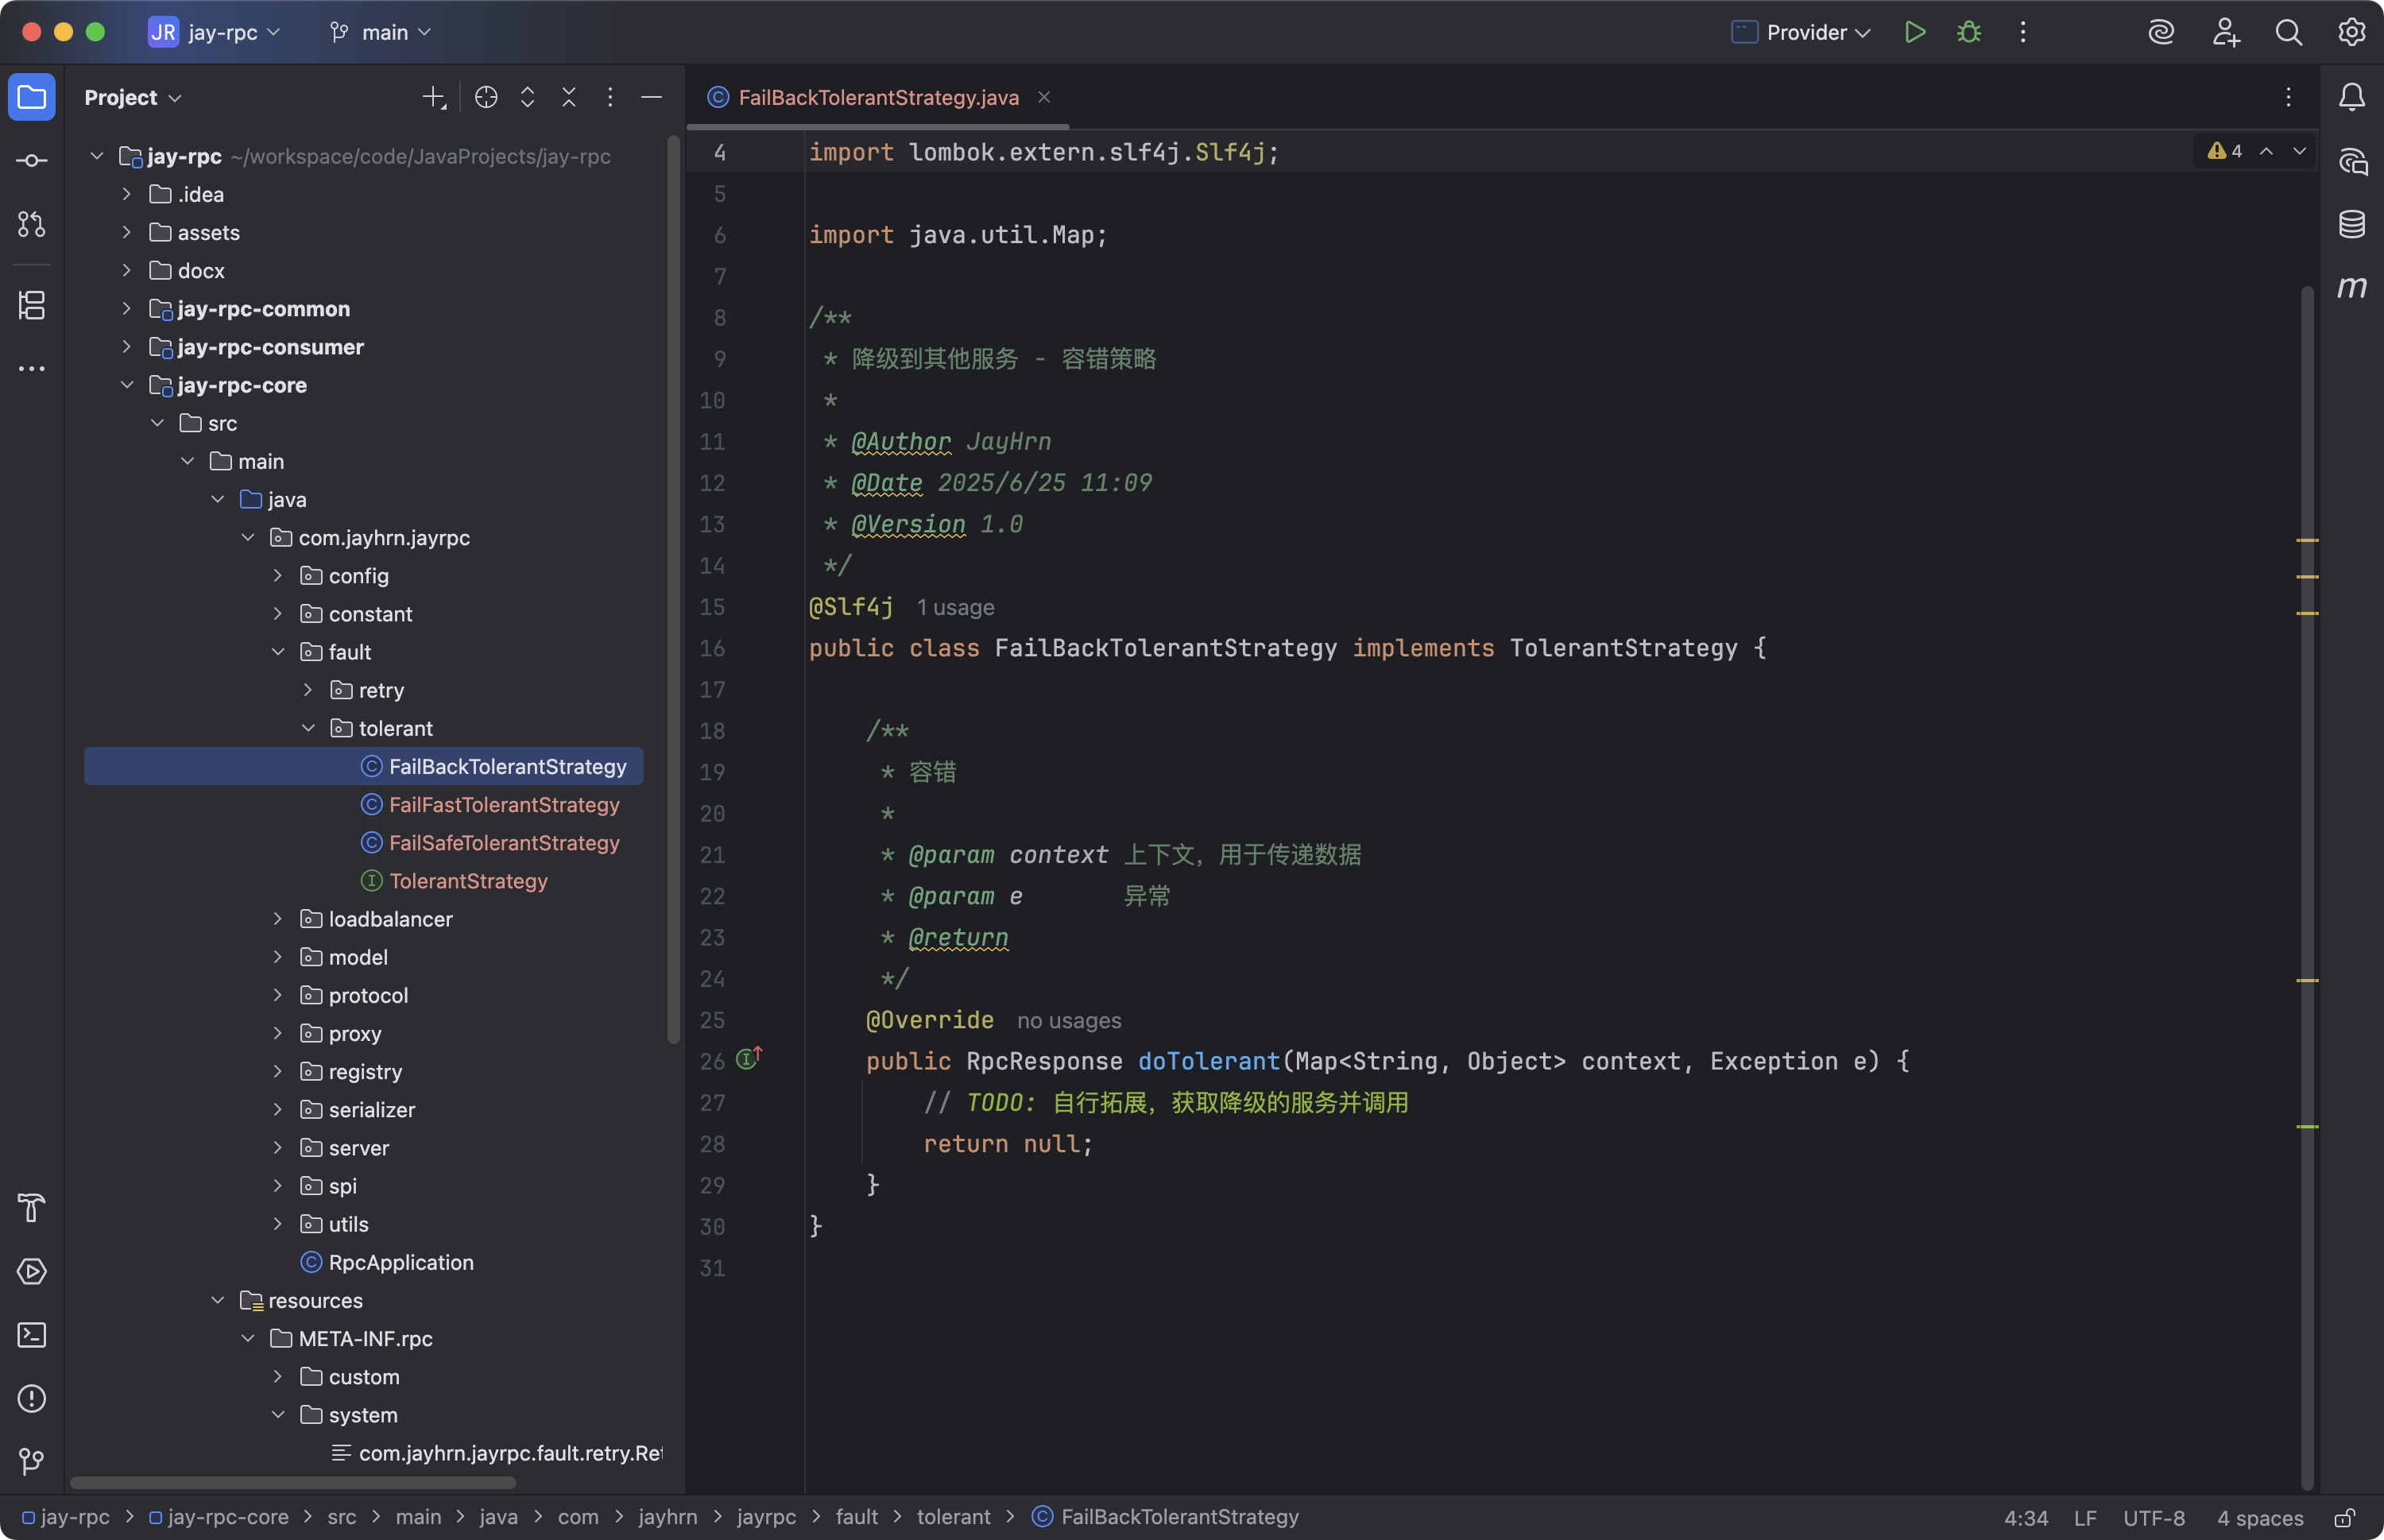 JR jay-rpc main Provider
Project
jay-rpc ~/workspace/code/JavaProjects/jay-rpc
.idea
assets
docx
jay-rpc-common
jay-rpc-consumer
jay-rpc-core
src
main
java
com.jayhrn.jayrpc
config
constant
fault
retry
tolerant
FailBackTolerantStrategy
FailFastTolerantStrategy
FailSafeTolerantStrategy
TolerantStrategy
loadbalancer
model
protocol
proxy
registry
serializer
server
spi
utils
RpcApplication
resources
META-INF.rpc
custom
system
com.jayhrn.jayrpc.fault.retry.Ret
FailBackTolerantStrategy.java
4 import lombok.extern.slf4j.Slf4j;
4
5
6 import java.util.Map;
7
8 /**
9 * 降级到其他服务 - 容错策略
10 *
11 * @Author JayHrn
12 * @Date 2025/6/25 11:09
13 * @Version 1.0
14 */
15 @Slf4j 1 usage
16 public class FailBackTolerantStrategy implements TolerantStrategy {
17
18 /**
19 * 容错
20 *
21 * @param context 上下文，用于传递数据
22 * @param e 异常
23 * @return
24 */
25 @Override no usages
26 public RpcResponse doTolerant(Map<String, Object> context, Exception e) {
27 // TODO: 自行拓展，获取降级的服务并调用
28 return null;
29 }
30 }
31
m
jay-rpc > jay-rpc-core > src > main > java > com > jayhrn > jayrpc > fault > tolerant > FailBackTolerantStrategy
4:34 LF UTF-8 4 spaces